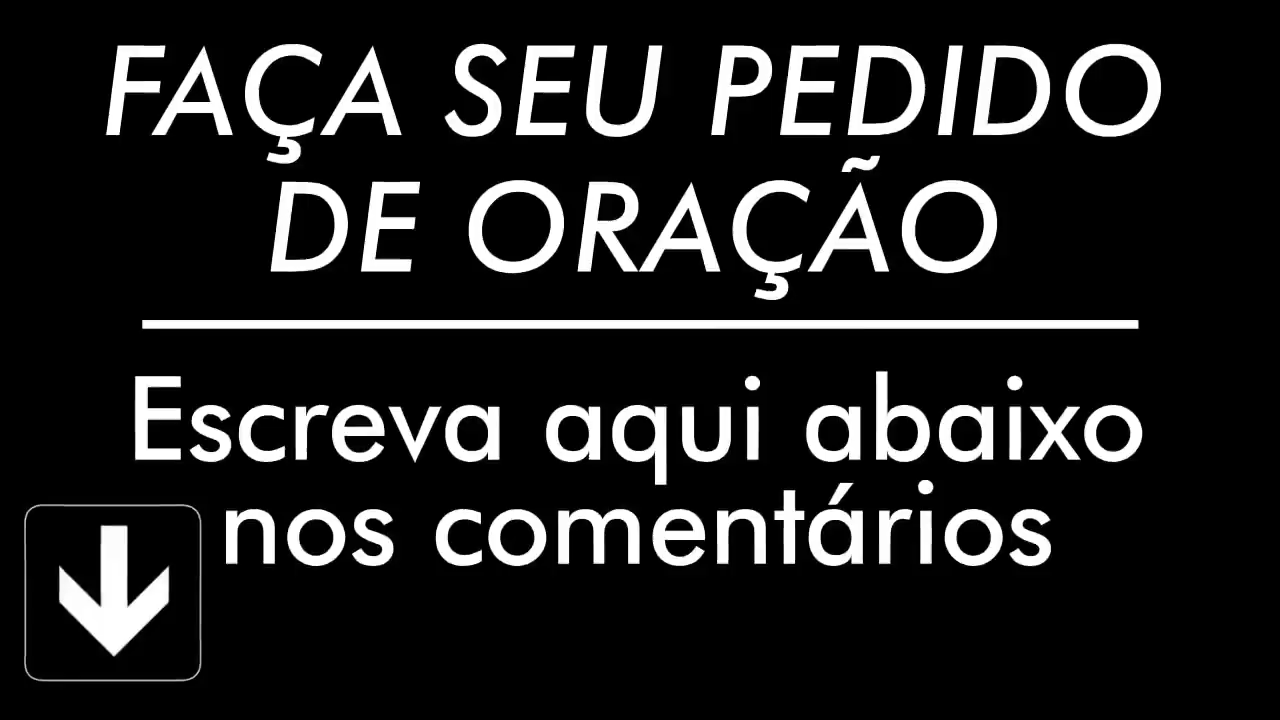 FAÇA SEU PEDIDO
DE ORAÇÃO
Escreva aqui abaixo
nos comentários